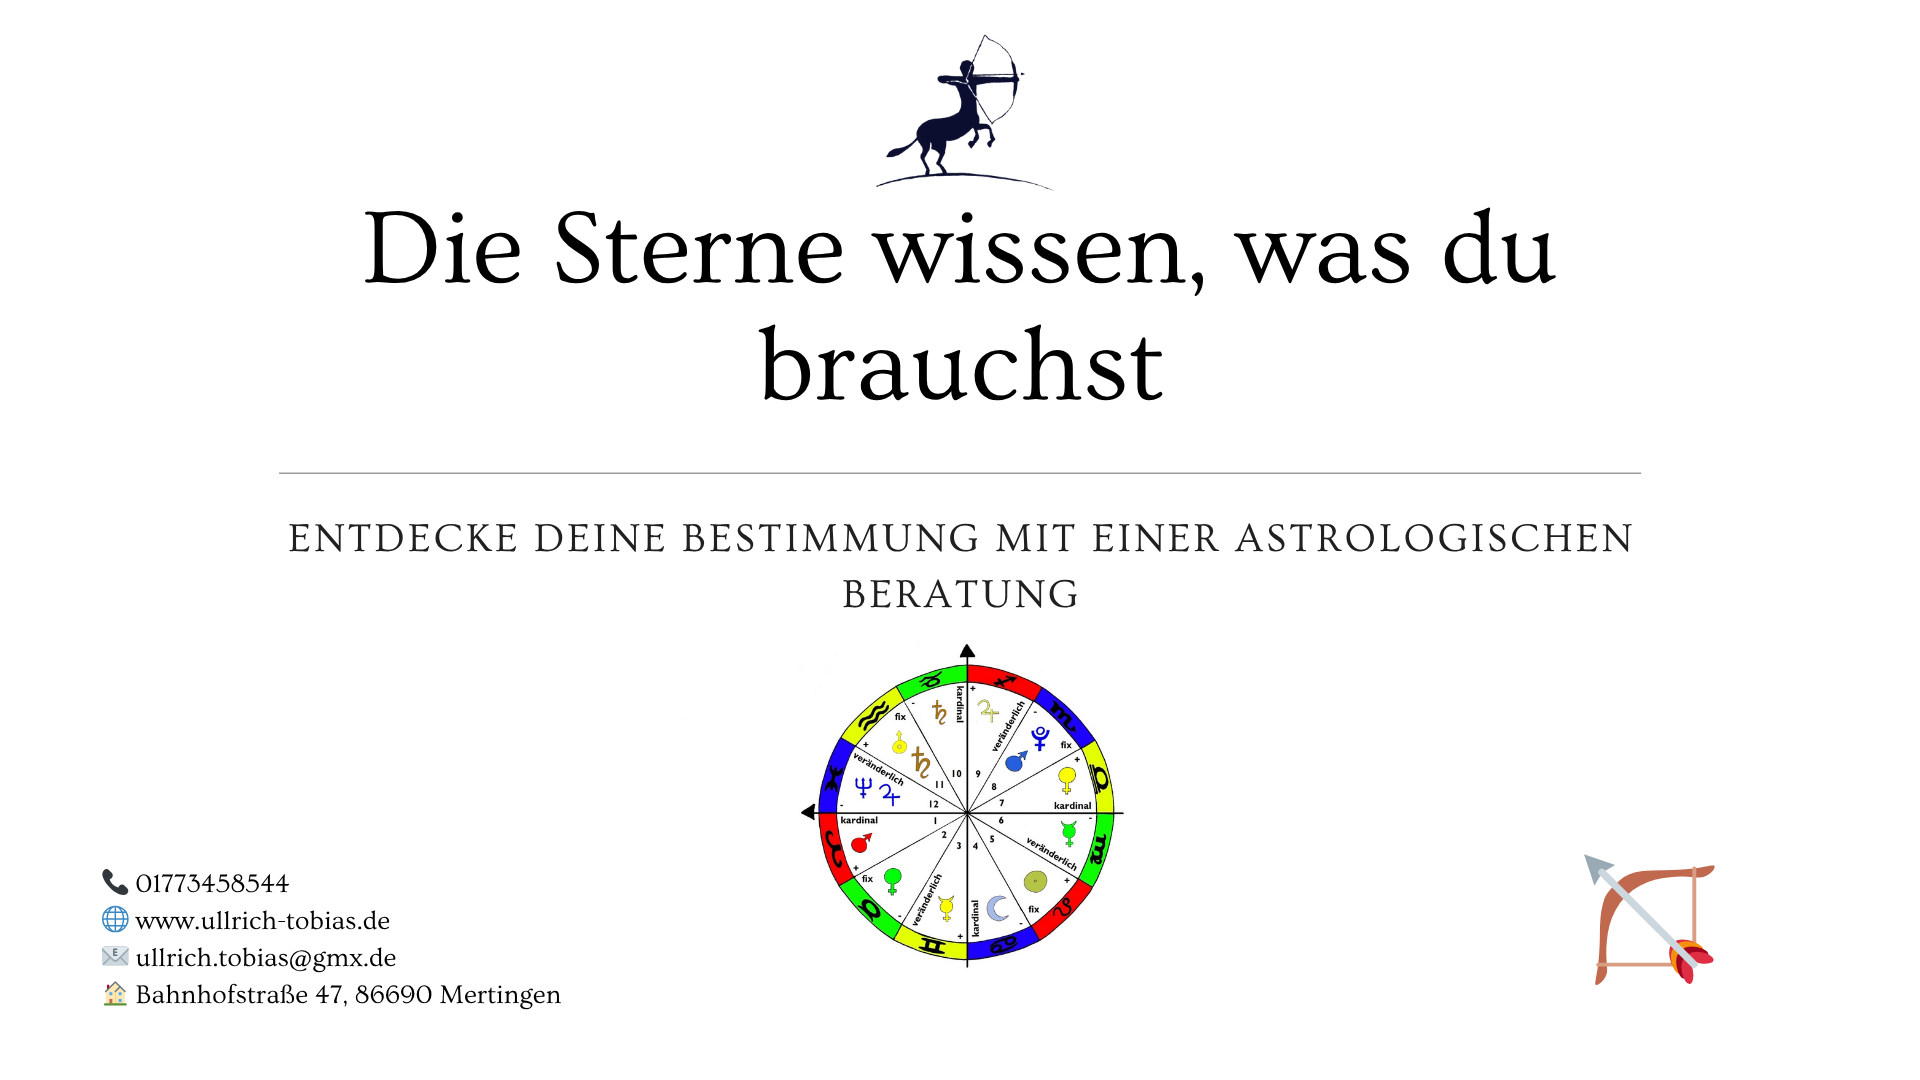 Die Sterne wissen, was du
brauchst
ENTDECKE DEINE BESTIMMUNG MIT EINER ASTROLOGISCHEN
BERATUNG
kardinal
+
-
fix
veränderlich
-
fix
+
+
veränderlich
10
9
11
8
-
12
7
kardinal
kardinal
1
6
-
2
5
3
4
veränderlich
+
fix
+
veränderlich
kardinal
fix
-
+
-
01773458544
www.ullrich-tobias.de
ullrich.tobias@gmx.de
Bahnhofstraße 47, 86690 Mertingen